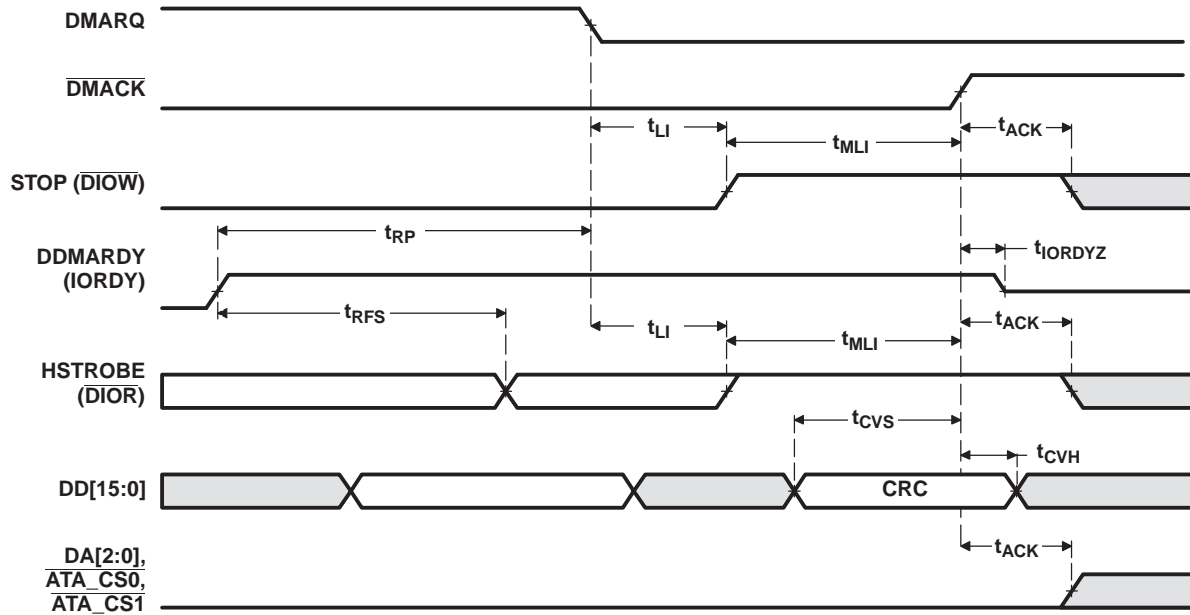 DMARQ
DMACK
tLI
tMLI
tACK
STOP (DIOW)
tRP
DDMARDY
(IORDY)
tIORDYZ
tRFS
tLI
tMLI
tACK
HSTROBE
(DIOR)
tCVS
tCVH
DD[15:0]
CRC
tACK
DA[2:0],
ATA_CS0,
ATA_CS1